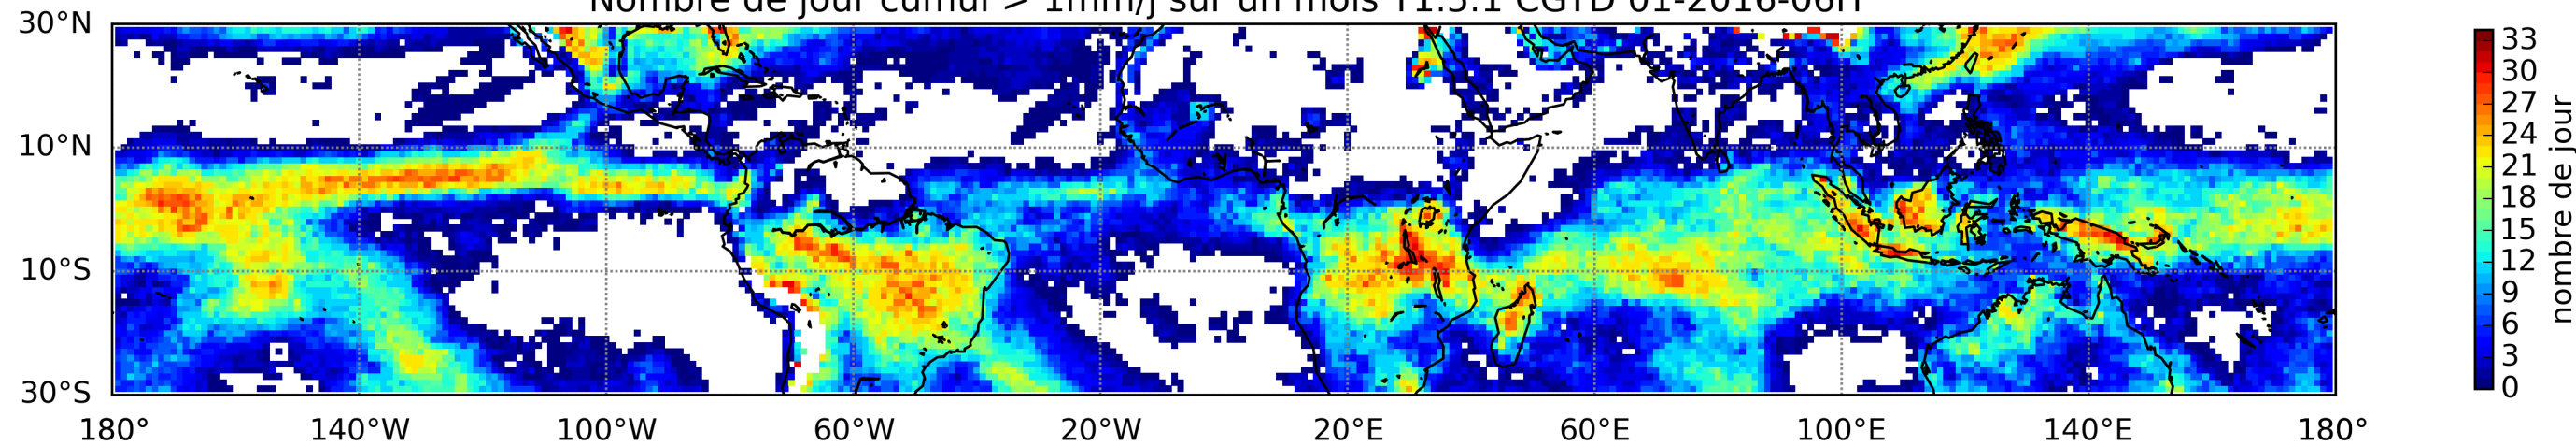 Nombre de jour cumul > 1mm/j sur un mois T1.5.1 CGTD 01-2016-06H
30°N
10°N
10°S
30°S
180° 140°W 100°W 60°W 20°W 20°E 60°E 100°E 140°E 180°
33
30
27
24
21
18
15
12
9
6
3
0
nombre de jour